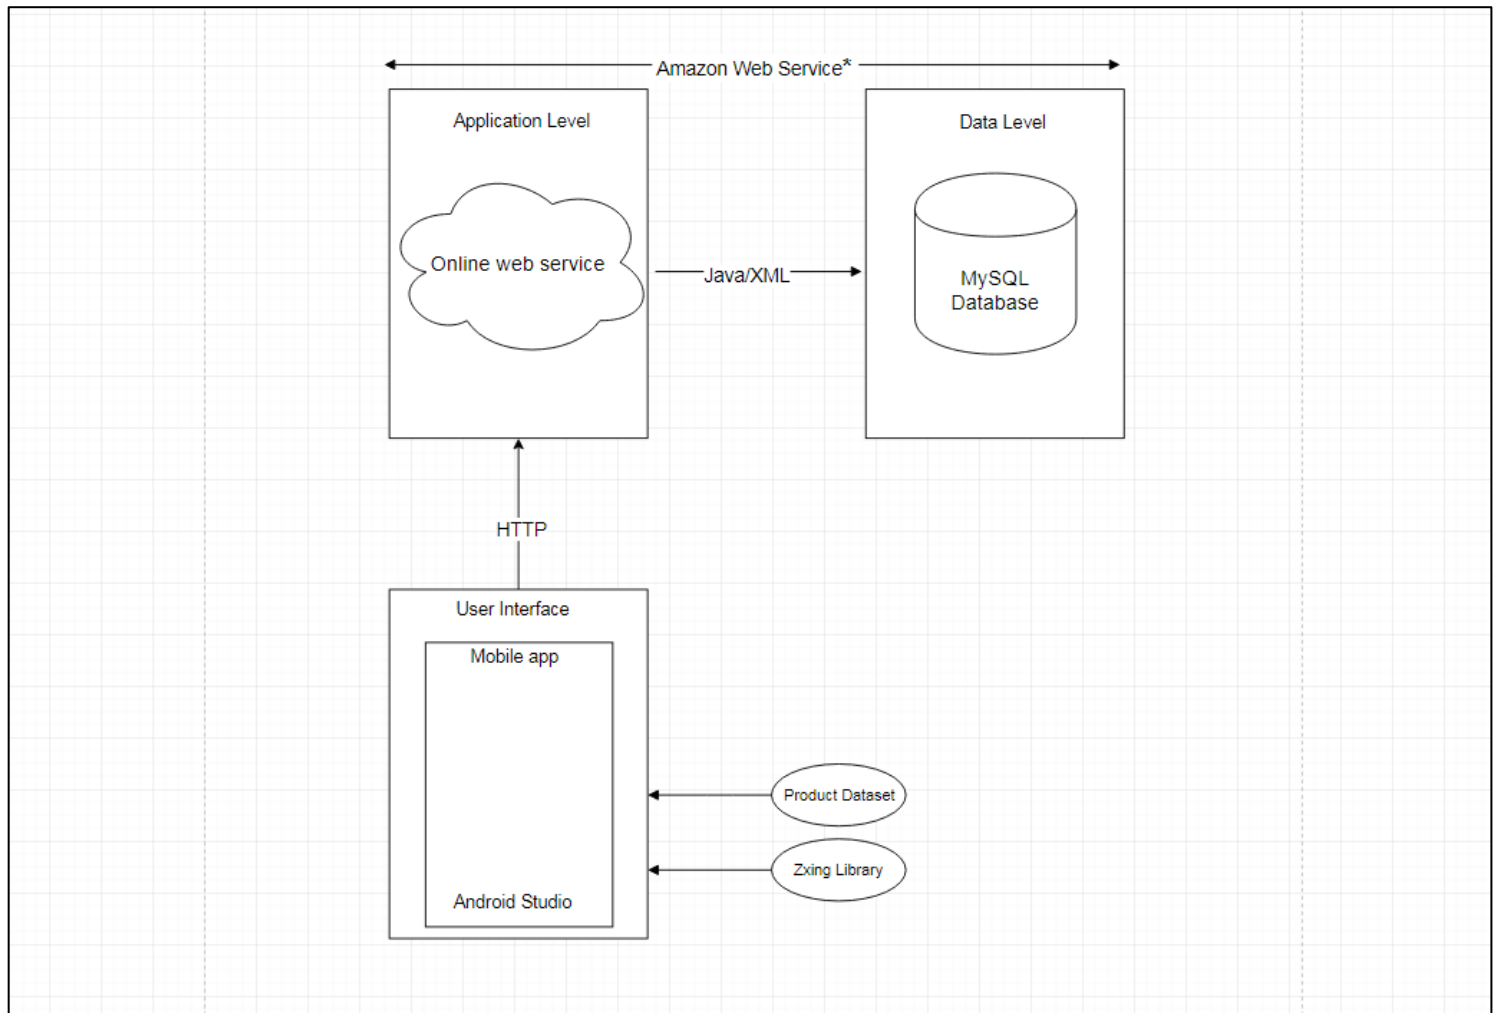 Amazon Web Service*
Application Level
Data Level
Online web service
Java/XML
MySQL
Database
HTTP
User Interface
Mobile app
Product Dataset
Zxing Library
Android Studio